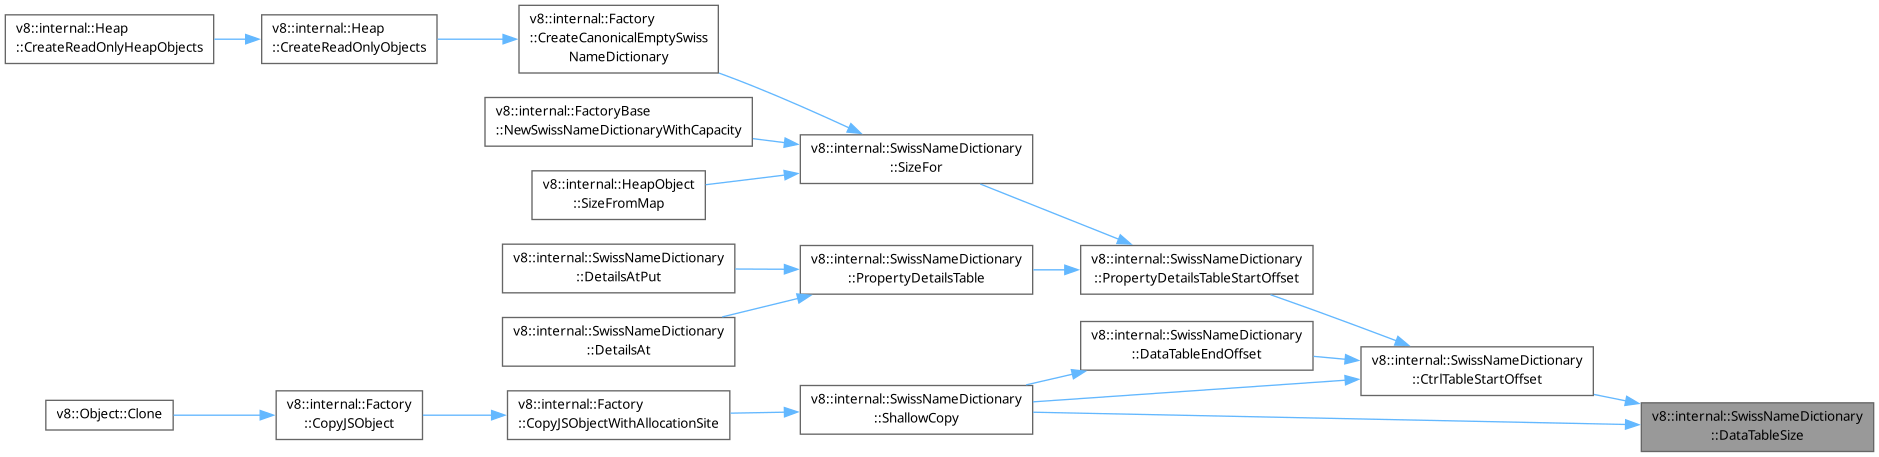 v8::internal::Heap
::CreateReadOnlyHeapObjects
v8::internal::Heap
::CreateReadOnlyObjects
v8::internal::Factory
::CreateCanonicalEmptySwiss
NameDictionary
v8::internal::FactoryBase
::NewSwissNameDictionaryWithCapacity
v8::internal::HeapObject
::SizeFromMap
v8::internal::SwissNameDictionary
::SizeFor
v8::internal::SwissNameDictionary
::DetailsAtPut
v8::internal::SwissNameDictionary
::DetailsAt
v8::internal::SwissNameDictionary
::PropertyDetailsTable
v8::internal::SwissNameDictionary
::PropertyDetailsTableStartOffset
v8::internal::SwissNameDictionary
::DataTableEndOffset
v8::internal::SwissNameDictionary
::CtrlTableStartOffset
v8::Object::Clone
v8::internal::Factory
::CopyJSObject
v8::internal::Factory
::CopyJSObjectWithAllocationSite
v8::internal::SwissNameDictionary
::ShallowCopy
v8::internal::SwissNameDictionary
::DataTableSize